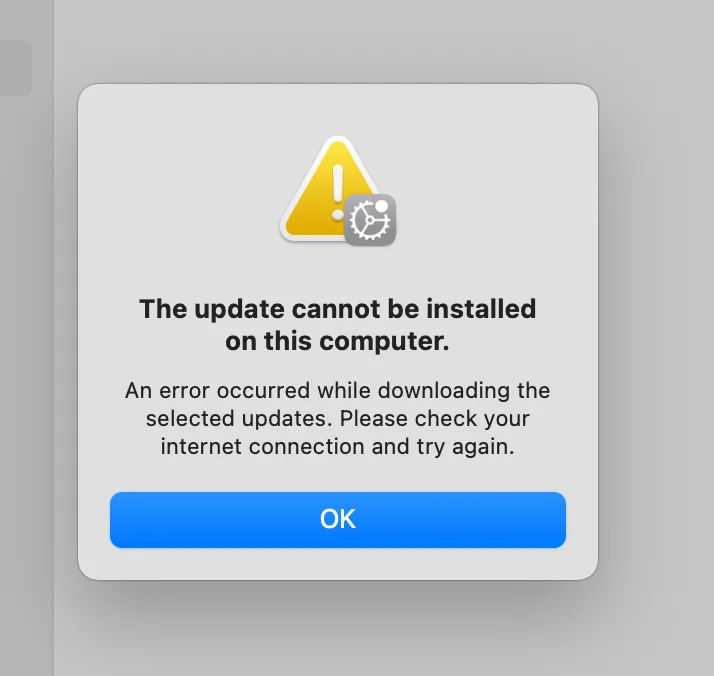 The update cannot be installed
on this computer.
An error occurred while downloading the
selected updates. Please check your
internet connection and try again.
OK